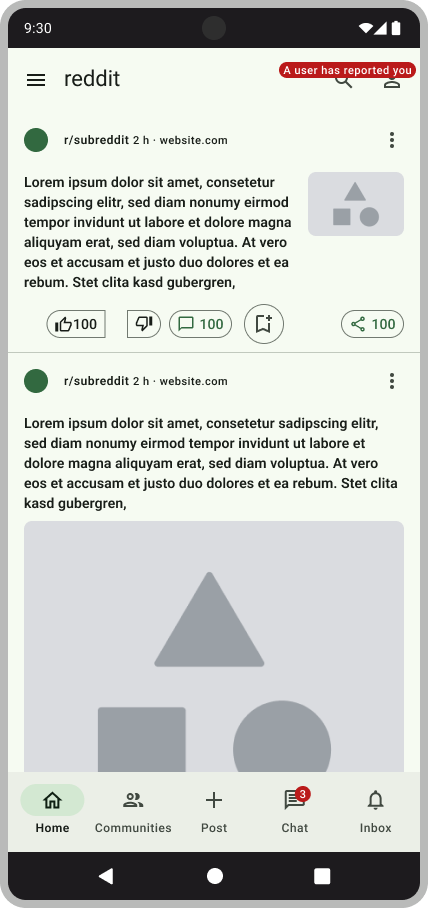 9:30
A user has reported you
reddit
r/subreddit 2 h · website.com
Lorem ipsum dolor sit amet, consetetur
sadipscing elitr, sed diam nonumy eirmod
tempor invidunt ut labore et dolore magna
aliquyam erat, sed diam voluptua. At vero
eos et accusam et justo duo dolores et ea
rebum. Stet clita kasd gubergren,
100 100 100
r/subreddit 2 h · website.com
Lorem ipsum dolor sit amet, consetetur sadipscing elitr,
sed diam nonumy eirmod tempor invidunt ut labore et
dolore magna aliquyam erat, sed diam voluptua. At vero
eos et accusam et justo duo dolores et ea rebum. Stet clita
kasd gubergren,
3
Home Communities Post Chat Inbox